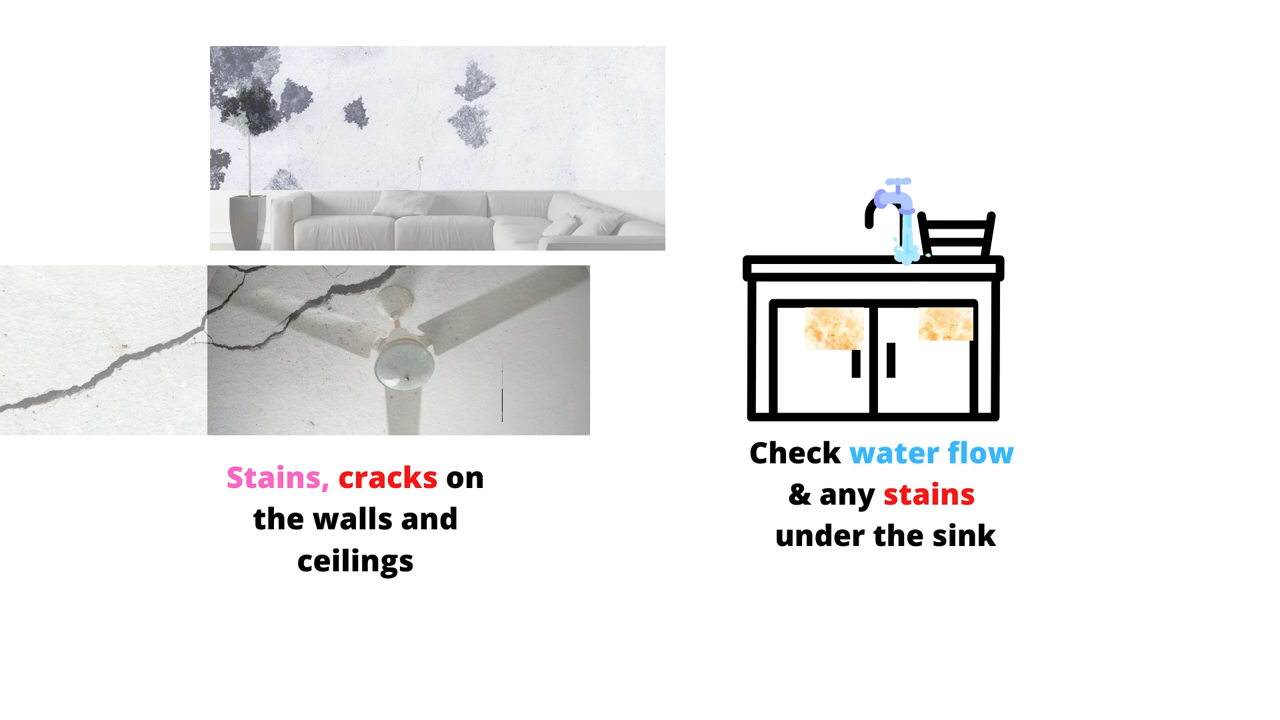 Stains, cracks on
the walls and
ceilings
Check water flow
& any stains
under the sink